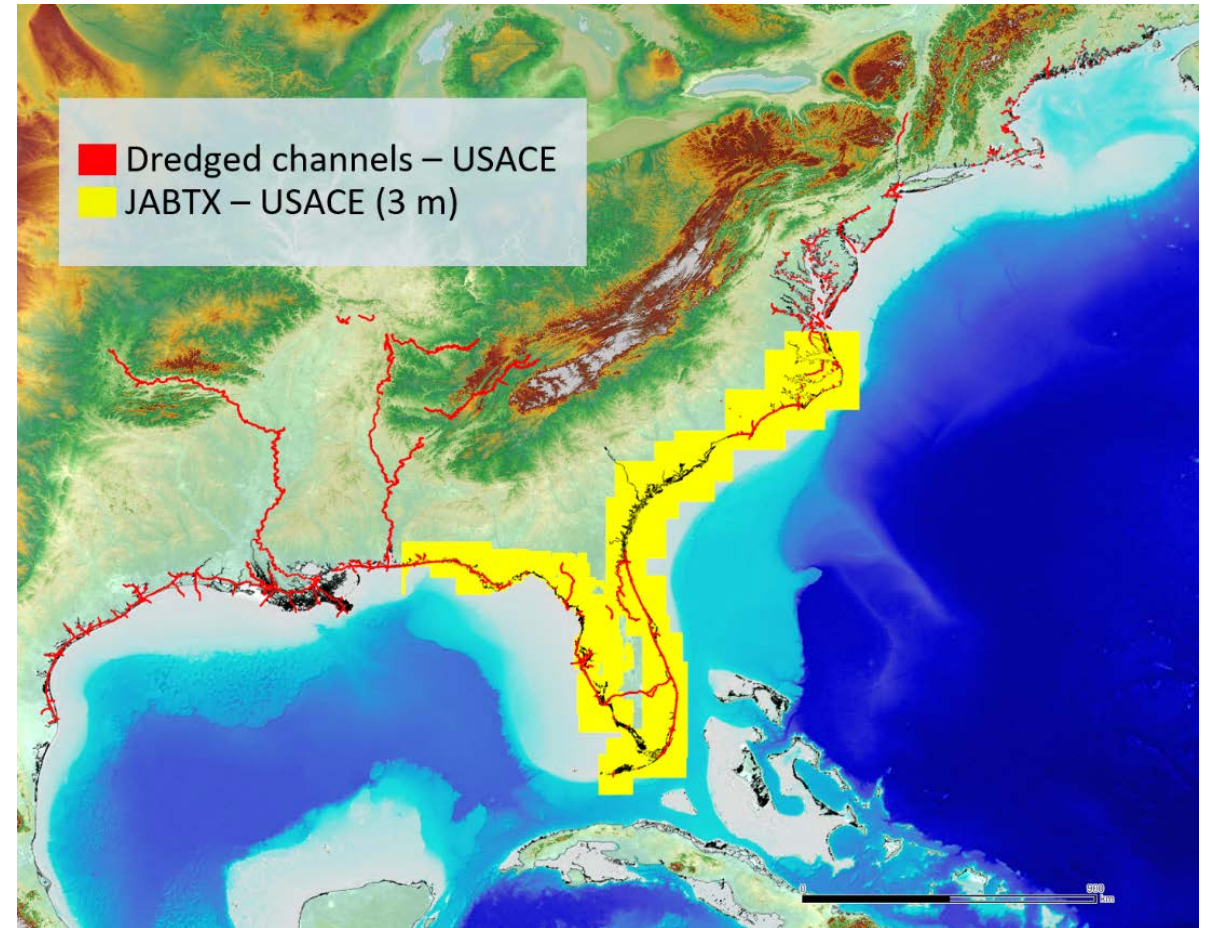 Dredged channels – USACE
JABTX – USACE (3 m)
0 900
km